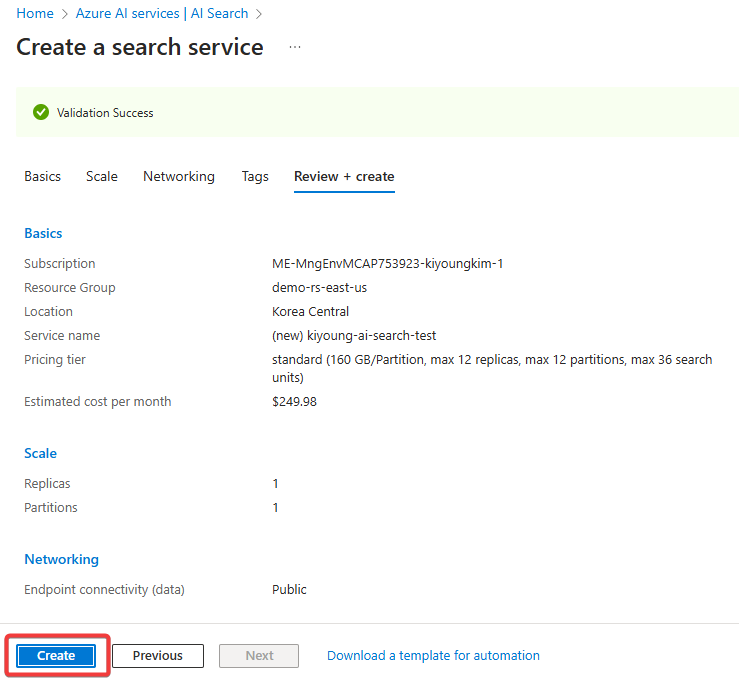 Home > Azure AI services | AI Search >
Create a search service ...
Validation Success
Basics Scale Networking Tags Review + create
Basics
Subscription ME-MngEnvMCAP753923-kiyoungkim-1
Resource Group demo-rs-east-us
Location Korea Central
Service name (new) kiyoung-ai-search-test
Pricing tier standard (160 GB/Partition, max 12 replicas, max 12 partitions, max 36 search
units)
Estimated cost per month $249.98
Scale
Replicas 1
Partitions 1
Networking
Endpoint connectivity (data) Public
Create Previous Next Download a template for automation